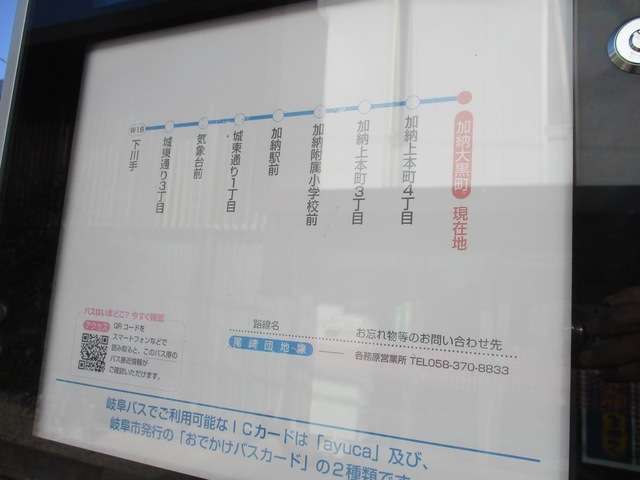 W18
下川手
城東通り3丁目
気象台前
城東通り1丁目
加納駅前
加納附属小学校前
加納上本町3丁目
加納上本町4丁目
加納大黒町 現在地
バスはいまどこ?今すぐ確認
アクセス
QRコードを
スマートフォンなどで
読み取ると、このバス停の
バス接近情報が
ご確認いただけます。
路線名 お忘れ物等のお問い合わせ先
尾崎団地線 各務原営業所 TEL058-370-8833
岐阜バスでご利用可能なICカードは「ayuca」及び、
岐阜市発行の「おでかけバスカード」の2種類です